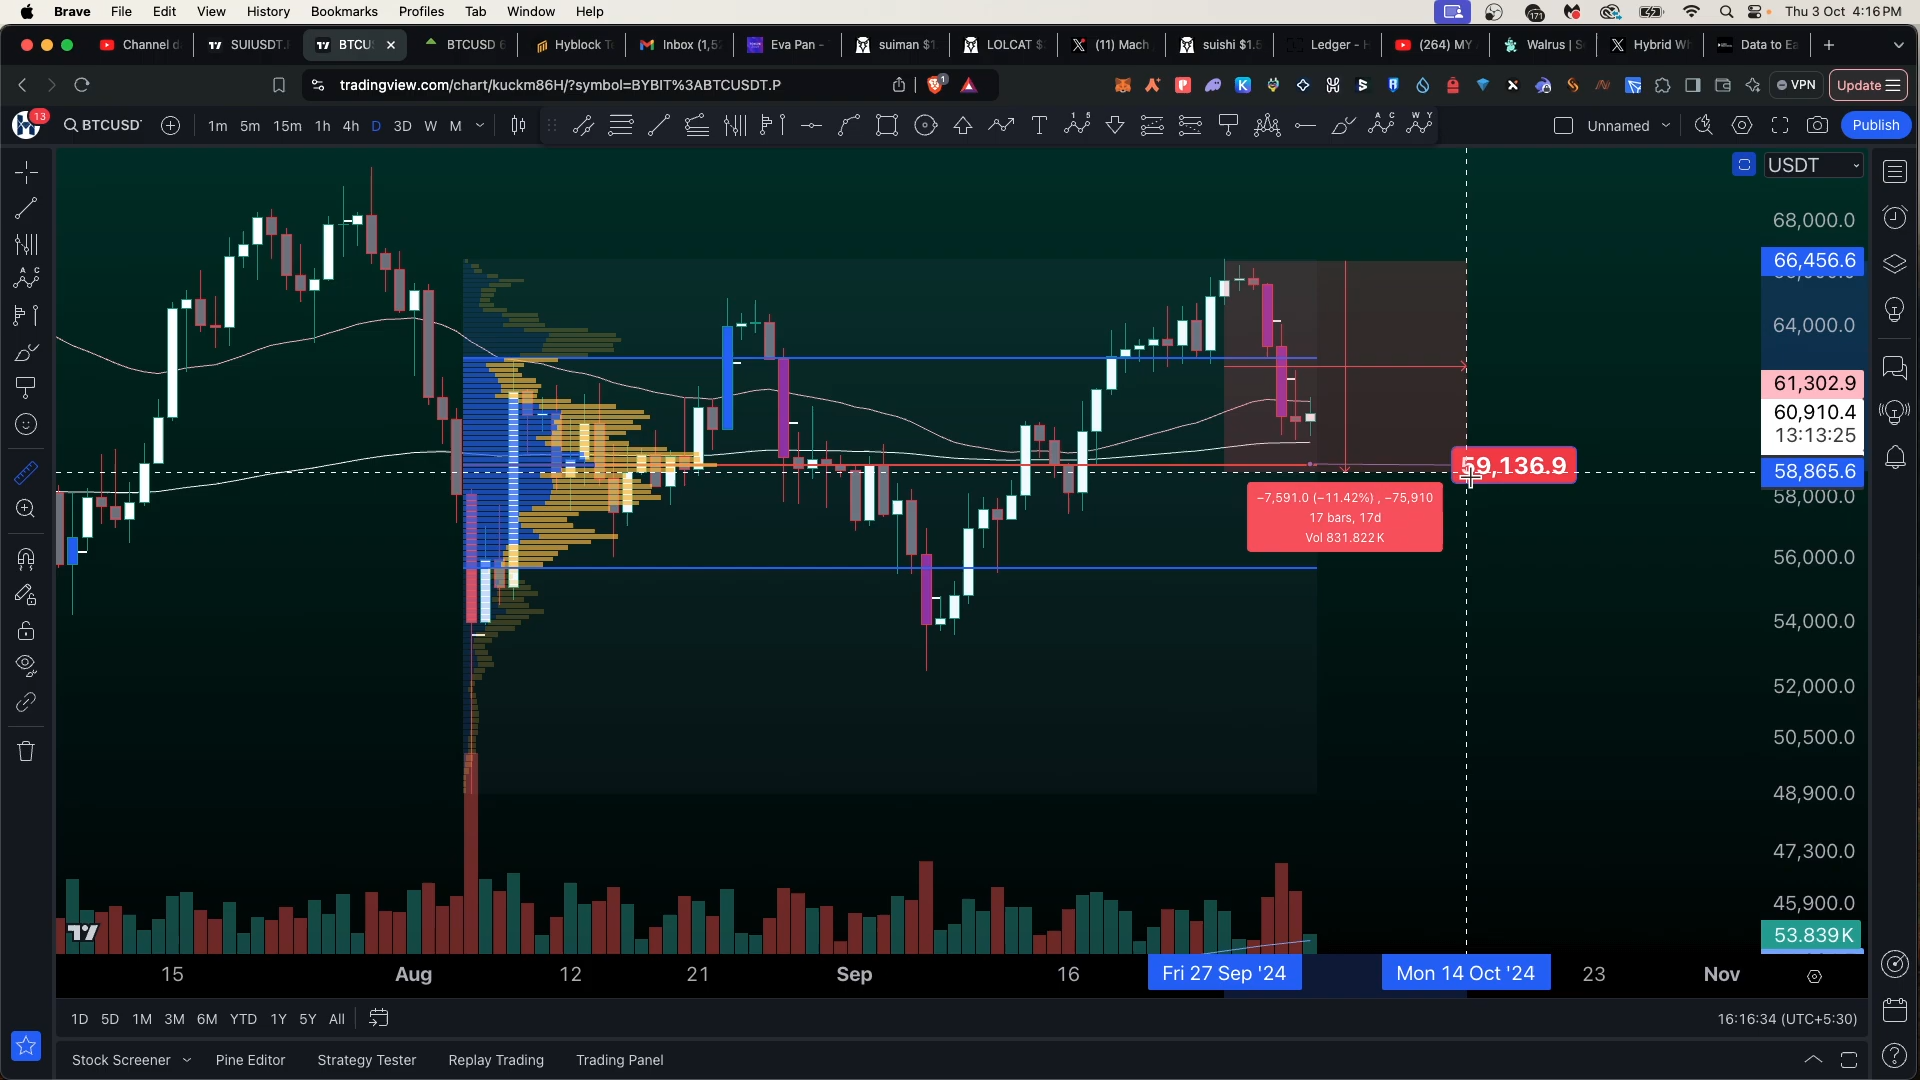 Brave File Edit View History Bookmarks Profiles Tab Window Help
171
Thu 3 Oct 4:16 PM
Channel d
SUIUSDT.
BTCU
BTCUSD 6
Hyblock T
Inbox (1,5
Eva Pan -
suiman $1.
LOLCAT $
(11) Mach
suishi $1.5
Ledger - H
(264) MY
Walrus | S
Hybrid W
Data to Ea
tradingview.com/chart/kuckm86H/?symbol=BYBIT%3ABTCUSDT.P
1
VPN
Update
13
BTCUSD
1m 5m 15m 1h 4h D 3D W M
Unnamed
Publish
USDT
68,000.0
66,456.6
64,000.0
61,302.9
60,910.4
13:13:25
59,136.9
58,865.6
58,000.0
−7,591.0 (−11.42%) , −75,910
17 bars, 17d
Vol 831.822K
56,000.0
54,000.0
52,000.0
50,500.0
48,900.0
47,300.0
45,900.0
53.839K
15 Aug 12 21 Sep 16 Fri 27 Sep '24 Mon 14 Oct '24 23 Nov
1D 5D 1M 3M 6M YTD 1Y 5Y All
16:16:34 (UTC+5:30)
Stock Screener Pine Editor Strategy Tester Replay Trading Trading Panel